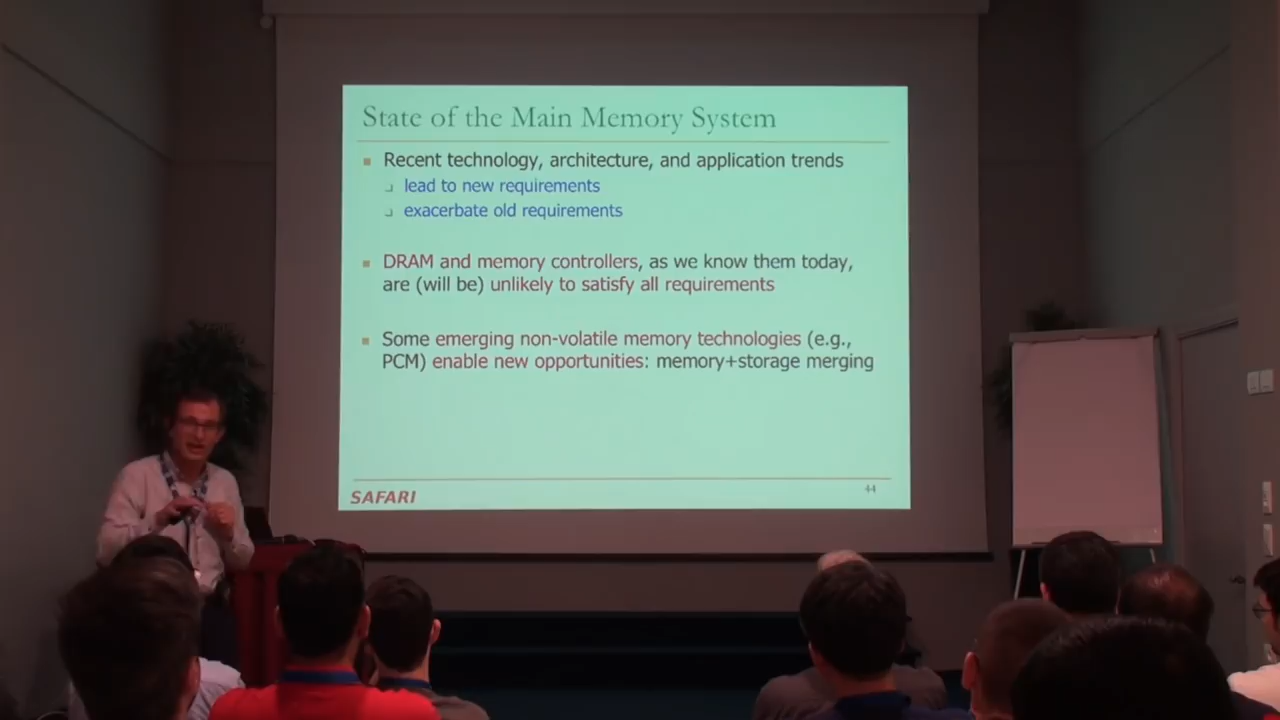 State of the Main Memory System
Recent technology, architecture, and application trends
lead to new requirements
exacerbate old requirements
DRAM and memory controllers, as we know them today,
are (will be) unlikely to satisfy all requirements
Some emerging non-volatile memory technologies (e.g.,
PCM) enable new opportunities: memory+storage merging
SAFARI
44